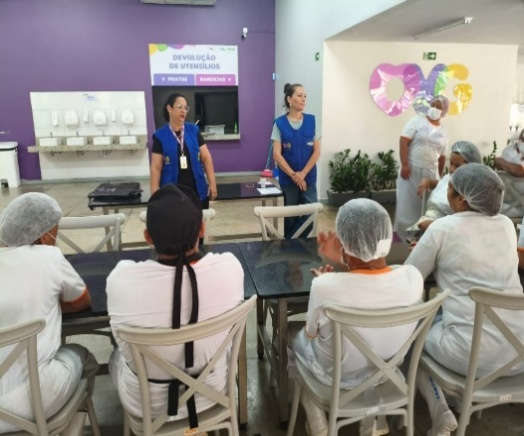 DEVOLUÇÃO
DE UTENSÍLIOS
PRATOS
BANDEJAS